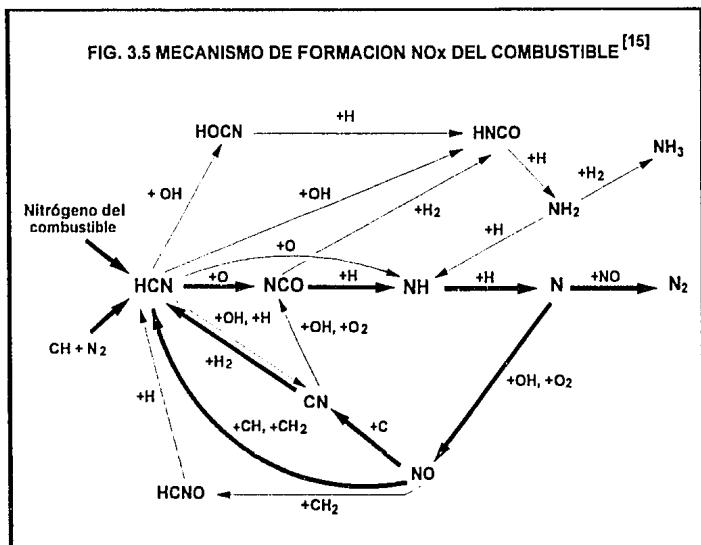 FIG. 3.5 MECANISMO DE FORMACION NOx DEL COMBUSTIBLE [15]
HOCN
+H
HNCO
NH3
+H
+H2
+ OH
+OH
+H2
NH2
Nitrógeno del
combustible
+H
+O
HCN
+O
NCO
+H
NH
+H
N
+NO
N2
+OH, +H
+OH, +O2
CH + N2
+H2
+OH, +O2
CN
+H
+CH, +CH2
+C
NO
HCNO
+CH2